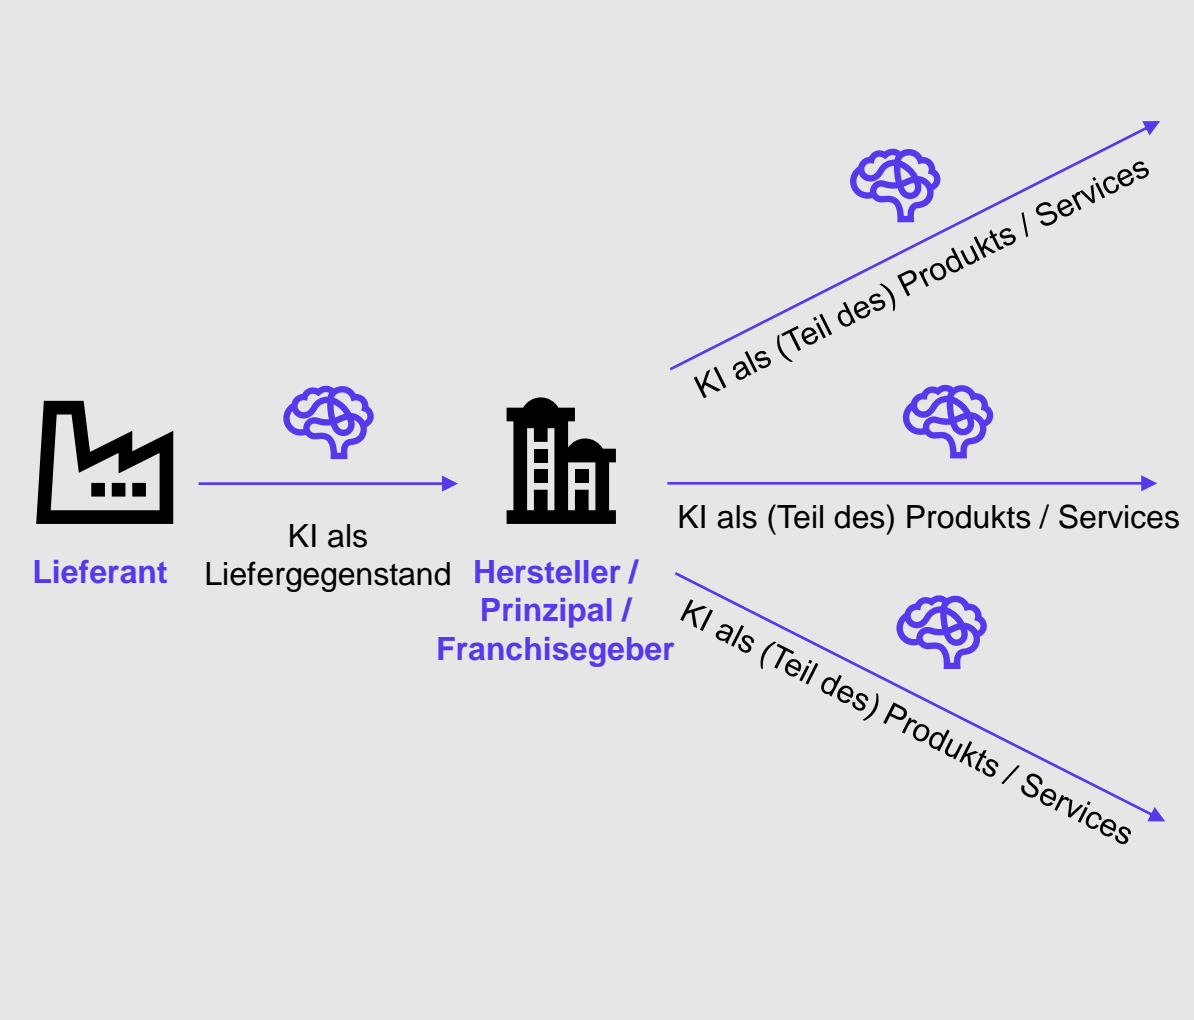 KI als (Teil des) Produkts / Services
Lieferant
KI als
Liefergegenstand
Hersteller /
Prinzipal /
Franchisegeber
KI als (Teil des) Produkts / Services
KI als (Teil des) Produkts / Services